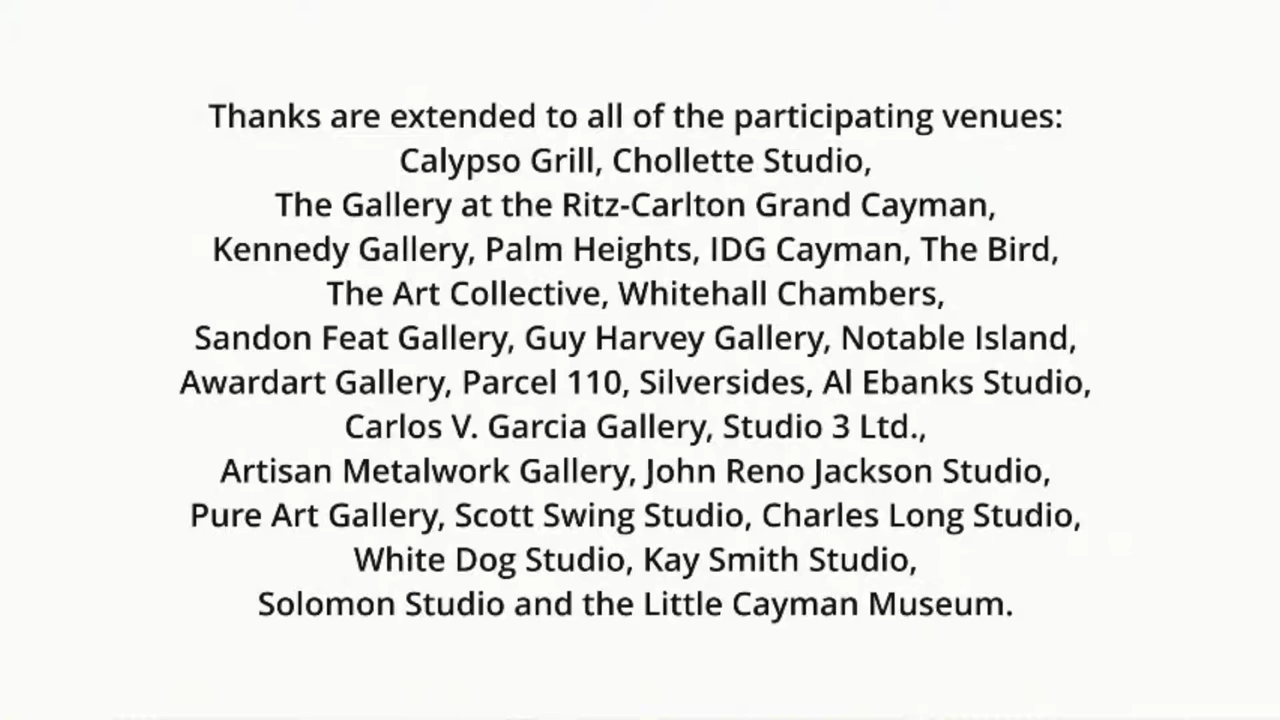 Thanks are extended to all of the participating venues:
Calypso Grill, Chollette Studio,
The Gallery at the Ritz-Carlton Grand Cayman,
Kennedy Gallery, Palm Heights, IDG Cayman, The Bird,
The Art Collective, Whitehall Chambers,
Sandon Feat Gallery, Guy Harvey Gallery, Notable Island,
Awardart Gallery, Parcel 110, Silversides, Al Ebanks Studio,
Carlos V. Garcia Gallery, Studio 3 Ltd.,
Artisan Metalwork Gallery, John Reno Jackson Studio,
Pure Art Gallery, Scott Swing Studio, Charles Long Studio,
White Dog Studio, Kay Smith Studio,
Solomon Studio and the Little Cayman Museum.